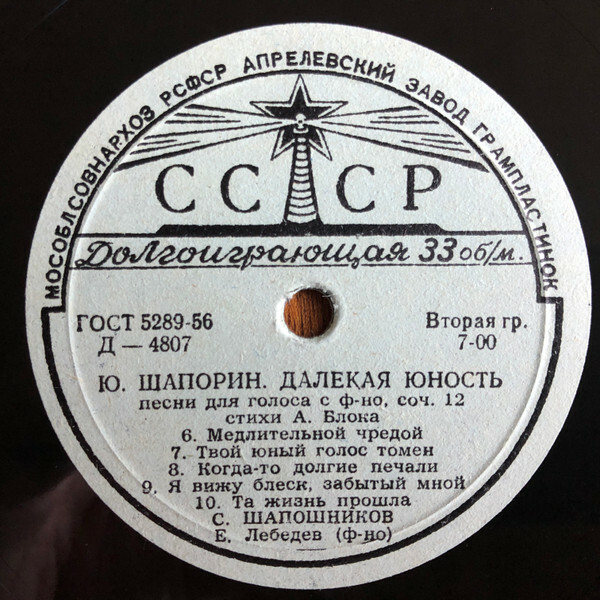 МОСОБЛСОВНАРХОЗ РСФСР АПРЕЛЕВСКИЙ ЗАВОД ГРАМПЛАСТИНОК
СССР
Долгоиграющая 33 об/м.
ГОСТ 5289-56
Вторая гр.
Д — 4807
7-00
Ю. ШАПОРИН. ДАЛЕКАЯ ЮНОСТЬ
песни для голоса с ф-но, соч. 12
стихи А. Блока
6. Медлительной чредой
7. Твой юный голос томен
8. Когда-то долгие печали
9. Я вижу блеск, забытый мной
10. Та жизнь прошла
С. ШАПОШНИКОВ
Е. Лебедев (ф-но)